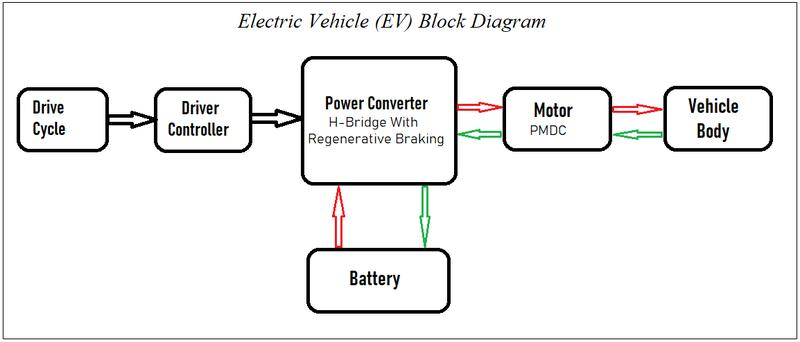 Electric Vehicle (EV) Block Diagram
Drive
Cycle
Driver
Controller
Power Converter
H-Bridge With
Regenerative Braking
Motor
PMDC
Vehicle
Body
Battery